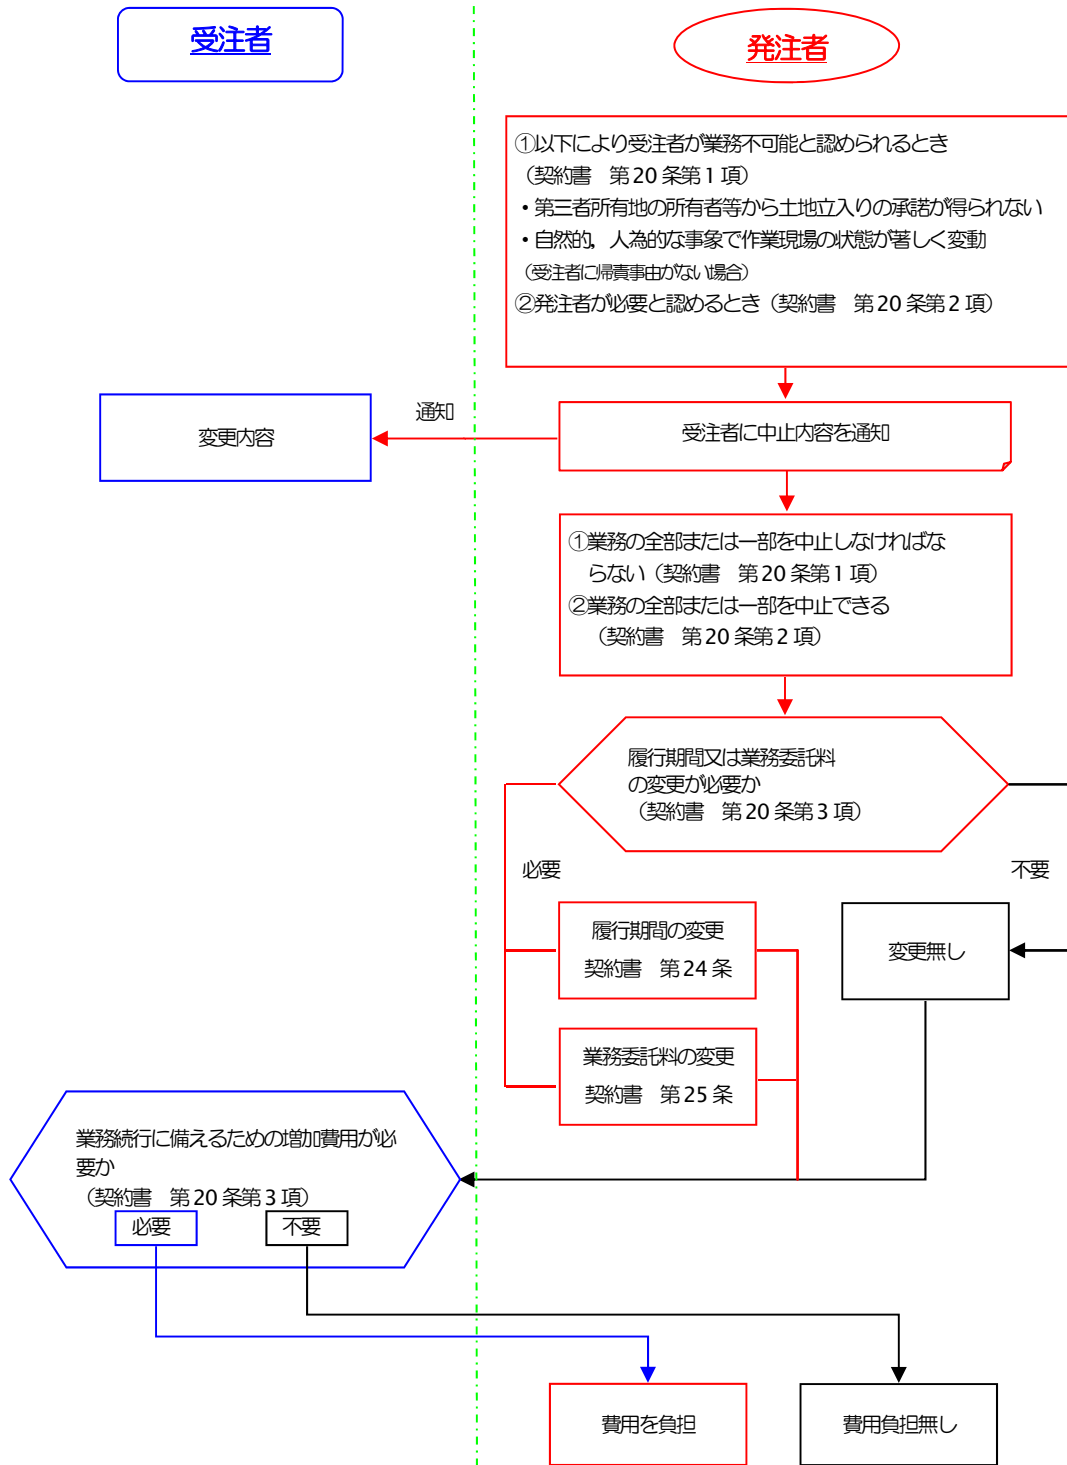 受注者
発注者
①以下により受注者が業務不可能と認められるとき
（契約書　第20条第1項）
・第三者所有地の所有者等から土地立入りの承諾が得られない
・自然的，人為的な事象で作業現場の状態が著しく変動
（受注者に帰責事由がない場合）
②発注者が必要と認めるとき（契約書　第20条第2項）
通知
変更内容
受注者に中止内容を通知
①業務の全部または一部を中止しなければな
らない（契約書　第20条第1項）
②業務の全部または一部を中止できる
（契約書　第20条第2項）
履行期間又は業務委託料
の変更が必要か
（契約書　第20条第3項）
必要
不要
履行期間の変更
契約書　第24条
変更無し
業務委託料の変更
契約書　第25条
業務続行に備えるための増加費用が必
要か
（契約書　第20条第3項）
必要
不要
費用を負担
費用負担無し